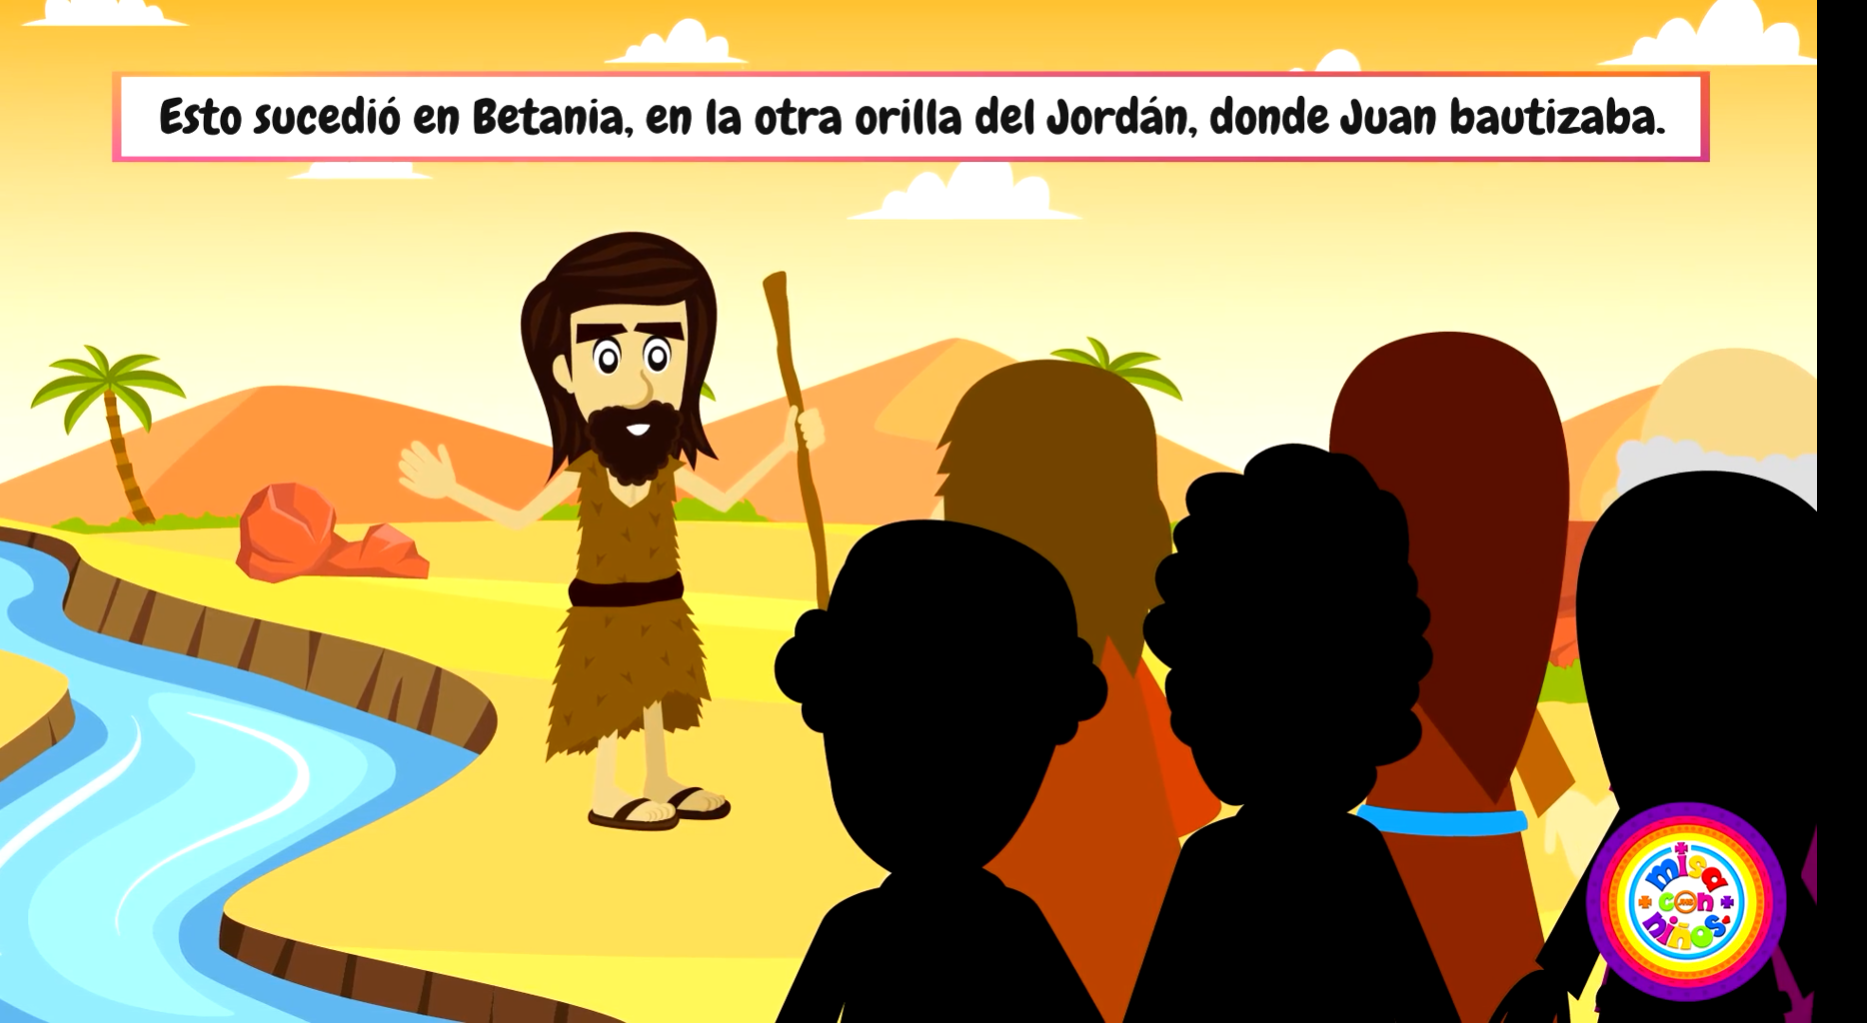 Esto sucedió en Betania, en la otra orilla del Jordán, donde Juan bautizaba.
misa
con
niños